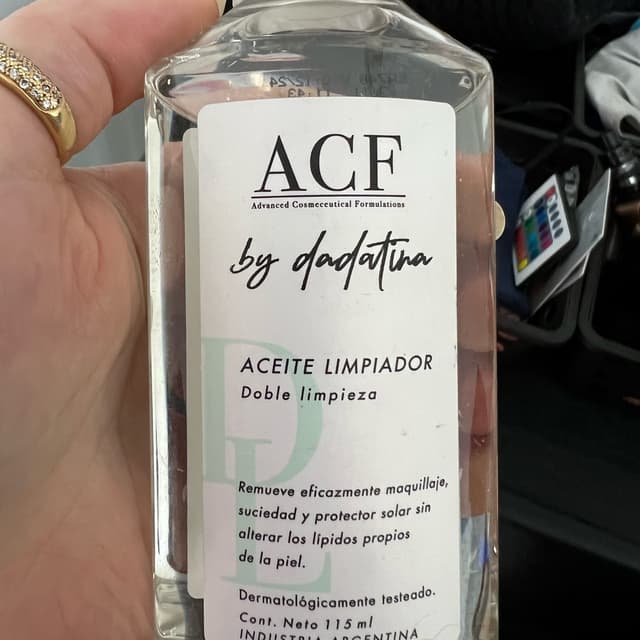 ACF
Advanced Cosmeceutical Formulations
by dadatina
DL
ACEITE LIMPIADOR
Doble limpieza
Remueve eficazmente maquillaje,
suciedad y protector solar sin
alterar los lípidos propios
de la piel.
Dermatológicamente testeado.
Cont. Neto 115 ml
INDUSTRIA ARGENTINA